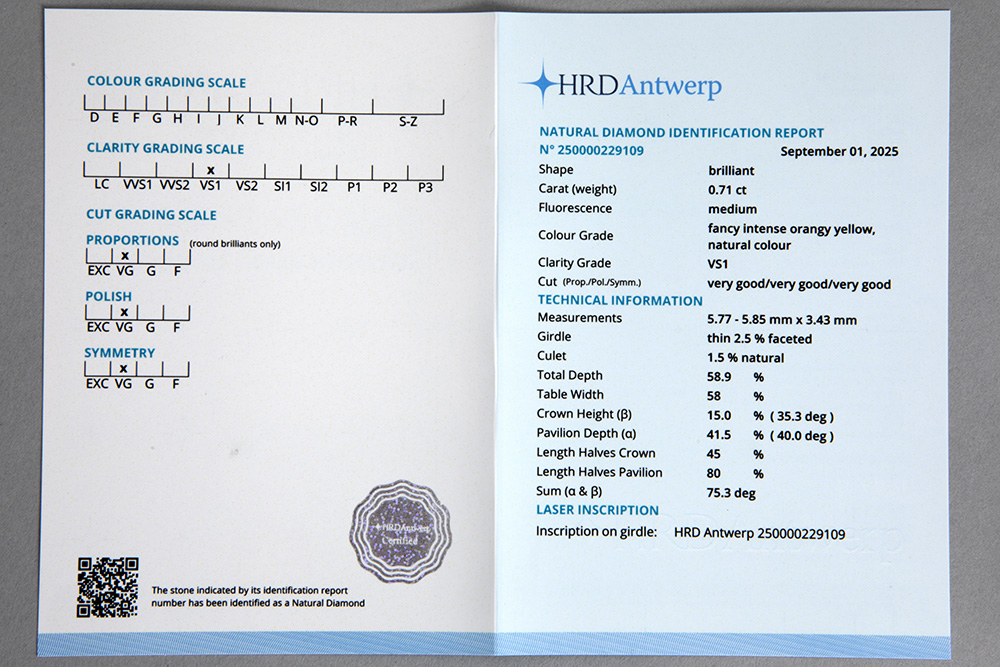 COLOUR GRADING SCALE
D E F G H I J K L M N-O P-R S-Z
CLARITY GRADING SCALE
x
LC VVS1 VVS2 VS1 VS2 SI1 SI2 P1 P2 P3
CUT GRADING SCALE
PROPORTIONS (round brilliants only)
x
EXC VG G F
POLISH
x
EXC VG G F
SYMMETRY
x
EXC VG G F
HRDAntwerp
Certified
The stone indicated by its identification report
number has been identified as a Natural Diamond
HRDAntwerp
NATURAL DIAMOND IDENTIFICATION REPORT
N° 250000229109 September 01, 2025
Shape brilliant
Carat (weight) 0.71 ct
Fluorescence medium
Colour Grade fancy intense orangy yellow,
natural colour
Clarity Grade VS1
Cut (Prop./Pol./Symm.) very good/very good/very good
TECHNICAL INFORMATION
Measurements 5.77 - 5.85 mm x 3.43 mm
Girdle thin 2.5 % faceted
Culet 1.5 % natural
Total Depth 58.9 %
Table Width 58 %
Crown Height (β) 15.0 % ( 35.3 deg )
Pavilion Depth (α) 41.5 % ( 40.0 deg )
Length Halves Crown 45 %
Length Halves Pavilion 80 %
Sum (α & β) 75.3 deg
LASER INSCRIPTION
Inscription on girdle: HRD Antwerp 250000229109